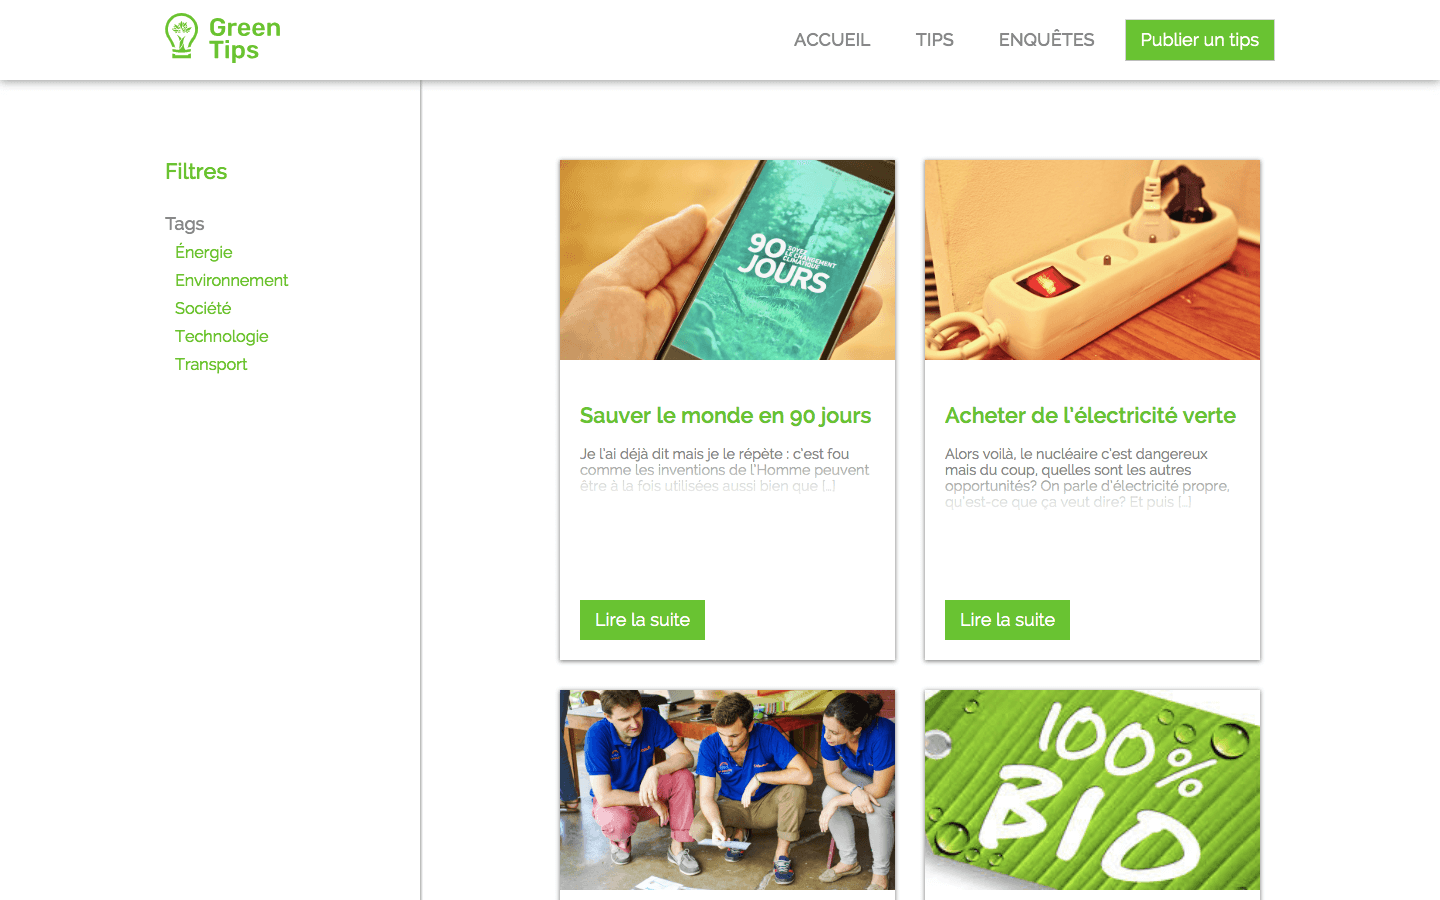 Green
Tips
ACCUEIL
TIPS
ENQUÊTES
Publier un tips
Filtres
Tags
Énergie
Environnement
Société
Technologie
Transport
90
SOYEZ
LE CHANGEMENT
CLIMATIQUE
JOURS
Sauver le monde en 90 jours
Je l'ai déjà dit mais je le répète : c'est fou
comme les inventions de l'Homme peuvent
être à la fois utilisées aussi bien que [...]
Lire la suite
Acheter de l'électricité verte
Alors voilà, le nucléaire c'est dangereux
mais du coup, quelles sont les autres
opportunités? On parle d'électricité propre,
qu'est-ce que ça veut dire? Et puis [...]
Lire la suite
100%
BIO